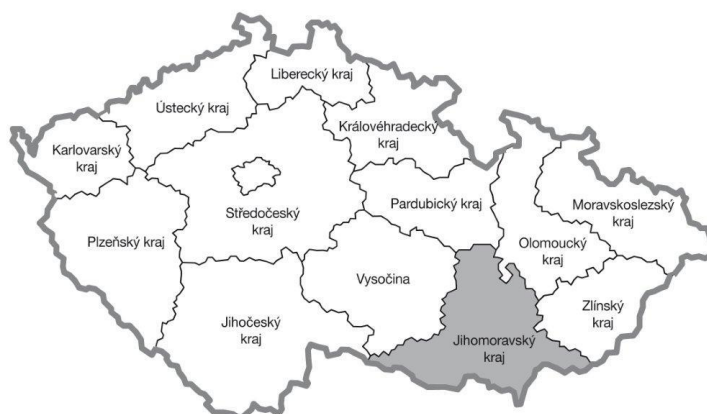 Liberecký kraj
Ústecký kraj
Královéhradecký
kraj
Karlovarský
kraj
Středočeský
kraj
Pardubický kraj
Moravskoslezský
kraj
Plzeňský kraj
Olomoucký
kraj
Vysočina
Zlínský
kraj
Jihočeský
kraj
Jihomoravský
kraj